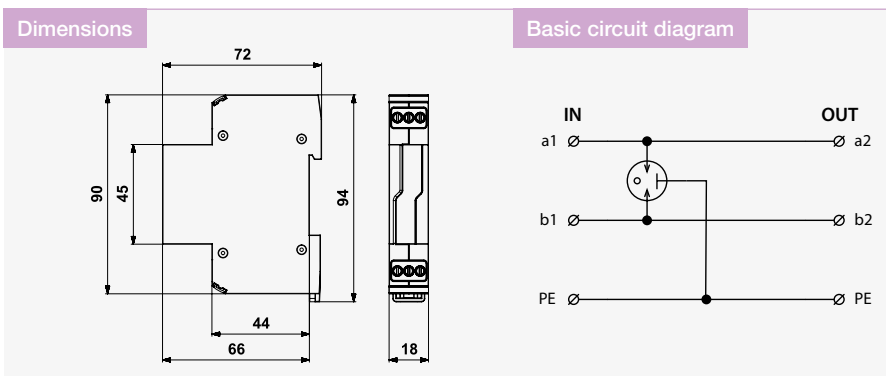 Dimensions
72
90
45
94
44
66
18
Basic circuit diagram
IN OUT
a1 a2
b1 b2
PE PE